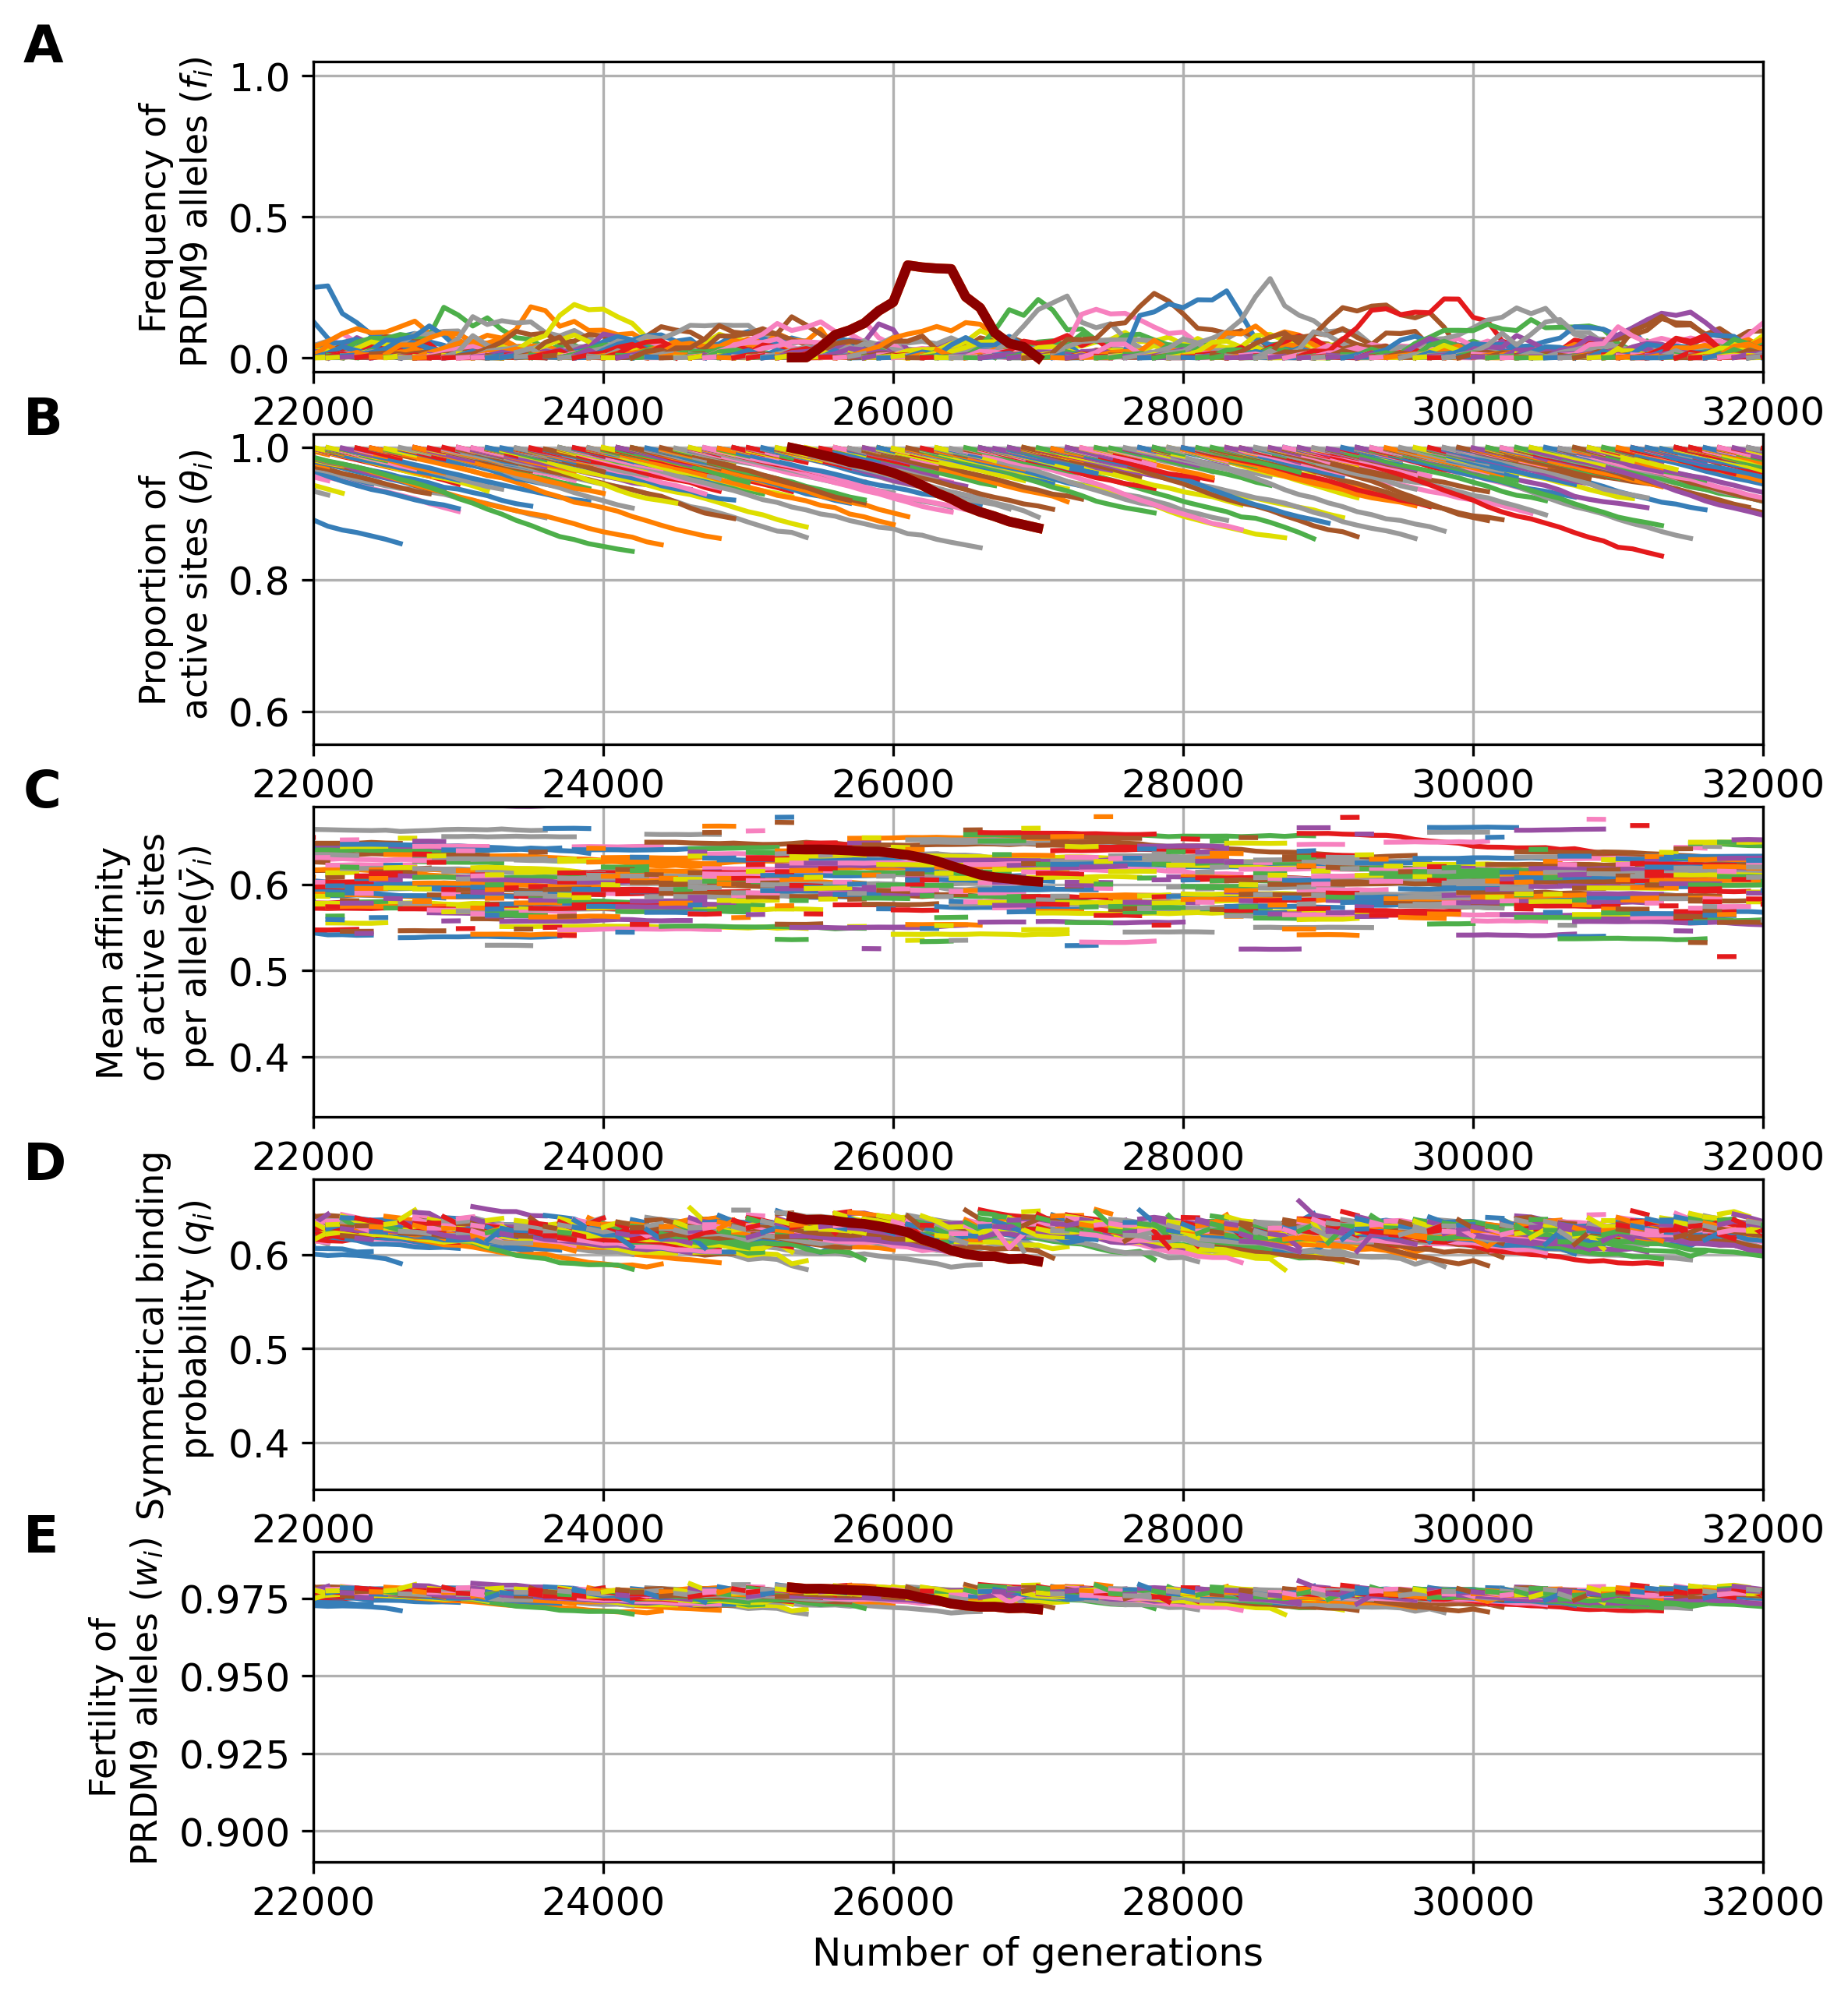 A
Frequency of
PRDM9 alleles (fi)
1.0
0.5
0.0
22000 24000 26000 28000 30000 32000
B
Proportion of
active sites (θi)
1.0
0.8
0.6
22000 24000 26000 28000 30000 32000
C
Mean affinity
of active sites
per allele(ȳi)
0.6
0.5
0.4
22000 24000 26000 28000 30000 32000
D
Symmetrical binding
probability (qi)
0.6
0.5
0.4
22000 24000 26000 28000 30000 32000
E
Fertility of
PRDM9 alleles (wi)
0.975
0.950
0.925
0.900
22000 24000 26000 28000 30000 32000
Number of generations